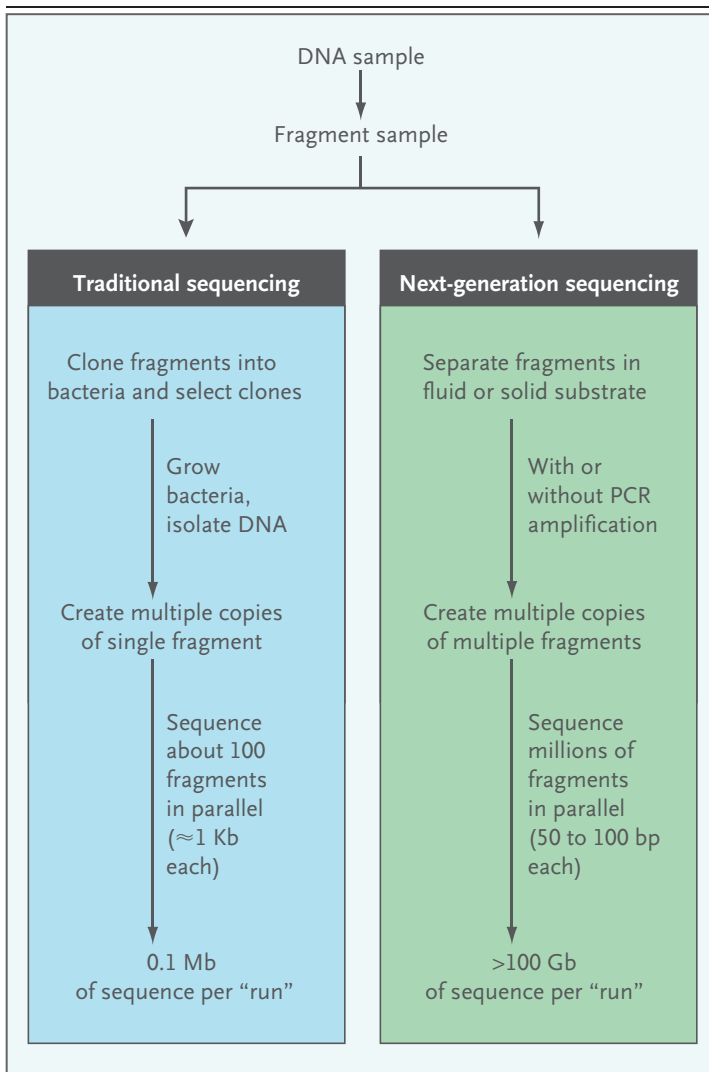 DNA sample
Fragment sample
Traditional sequencing
Clone fragments into
bacteria and select clones
Grow
bacteria,
isolate DNA
Create multiple copies
of single fragment
Sequence
about 100
fragments
in parallel
(≈1 Kb
each)
0.1 Mb
of sequence per “run”
Next-generation sequencing
Separate fragments in
fluid or solid substrate
With or
without PCR
amplification
Create multiple copies
of multiple fragments
Sequence
millions of
fragments
in parallel
(50 to 100 bp
each)
>100 Gb
of sequence per “run”